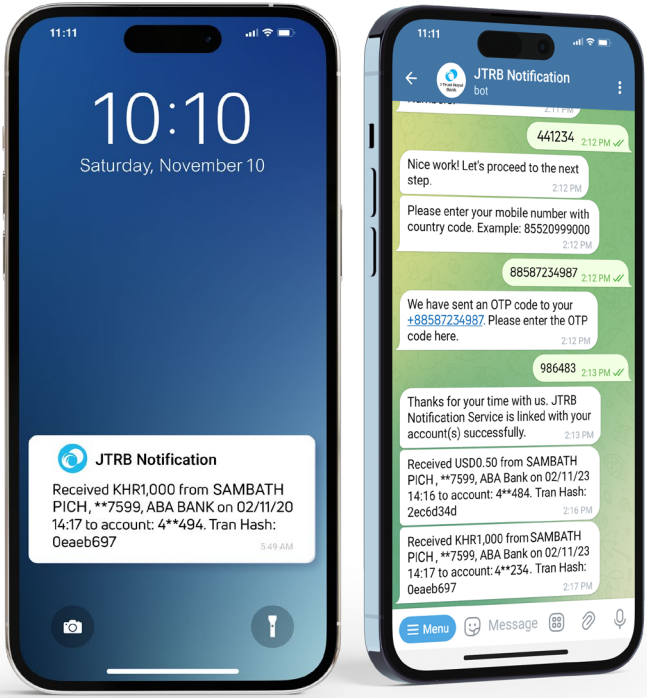 11:11
10:10
Saturday, November 10
JTRB Notification
Received KHR1,000 from SAMBATH
PICH, **7599, ABA BANK on 02/11/20
14:17 to account: 4**494. Tran Hash:
0eaeb697
5:49 AM
11:11
JTRB Notification
bot
2:11 PM
441234 2:12 PM
Nice work! Let's proceed to the next
step.
2:12 PM
Please enter your mobile number with
country code. Example: 85520999000
2:12 PM
88587234987 2:12 PM
We have sent an OTP code to your
+88587234987. Please enter the OTP
code here.
2:12 PM
986483 2:13 PM
Thanks for your time with us. JTRB
Notification Service is linked with your
account(s) successfully.
2:13 PM
Received USD0.50 from SAMBATH
PICH, **7599, ABA Bank on 02/11/23
14:16 to account: 4**484. Tran Hash:
2ec6d34d
2:16 PM
Received KHR1,000 from SAMBATH
PICH, **7599, ABA Bank on 02/11/23
14:17 to account: 4**234. Tran Hash:
0eaeb697
2:17 PM
Menu
Message